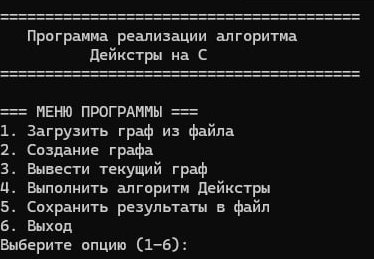 ========================================
Программа реализации алгоритма
Дейкстры на C
========================================
=== МЕНЮ ПРОГРАММЫ ===
1. Загрузить граф из файла
2. Создание графа
3. Вывести текущий граф
4. Выполнить алгоритм Дейкстры
5. Сохранить результаты в файл
6. Выход
Выберите опцию (1-6):